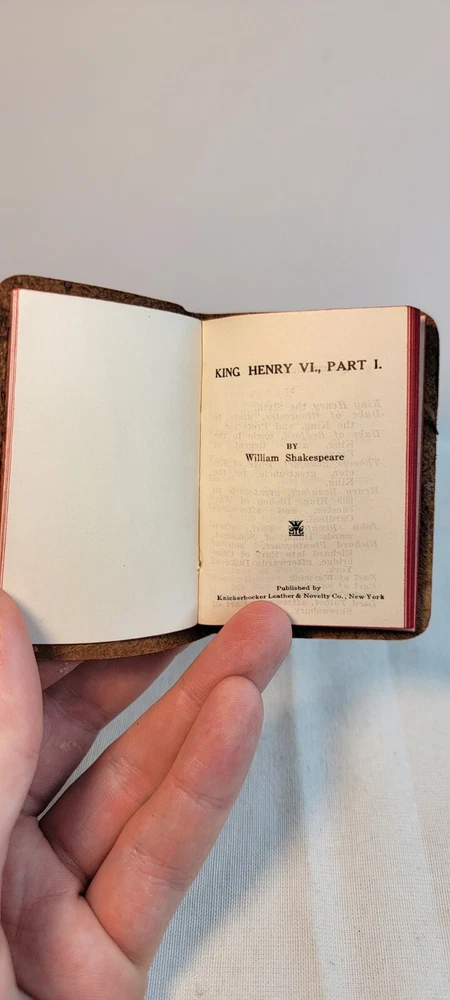 KING HENRY VI., PART I.
BY
William Shakespeare
Published by
Knickerbocker Leather & Novelty Co., New York